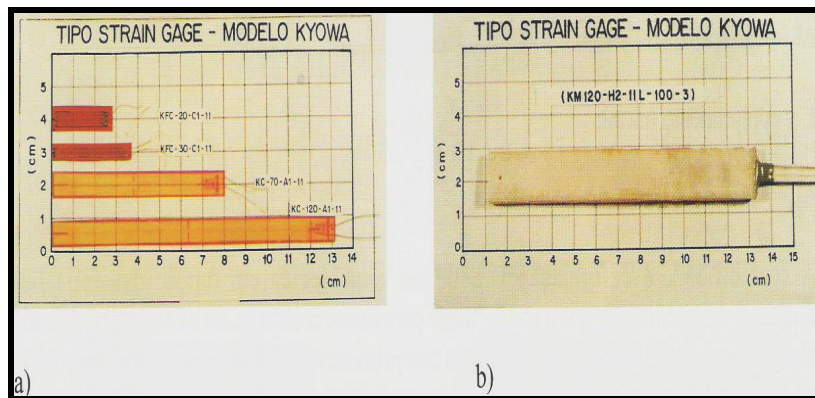 TIPO STRAIN GAGE - MODELO KYOWA
5
4
3
2
1
0
(cm)
KFC-20-C1-11
KFC-30-C1-11
KC-70-A1-11
KC-120-A1-11
0 1 2 3 4 5 6 7 8 9 10 11 12 13 14
(cm)
a)
TIPO STRAIN GAGE - MODELO KYOWA
(KM120-H2-11L-100-3)
5
4
3
2
1
0
(cm)
0 1 2 3 4 5 6 7 8 9 10 11 12 13 14 15
(cm)
b)